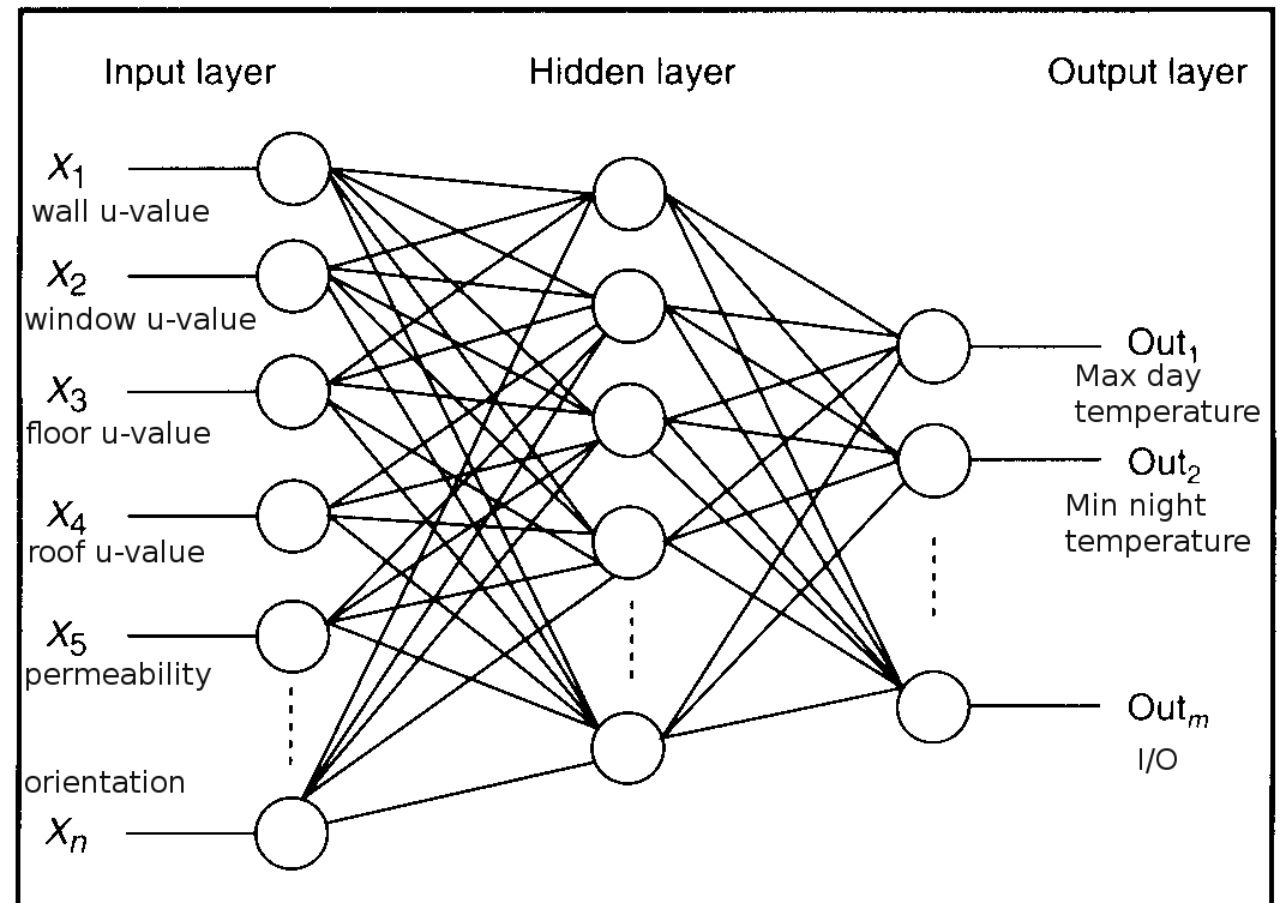 Input layer
Hidden layer
Output layer
X1
wall u-value
X2
window u-value
X3
floor u-value
X4
roof u-value
X5
permeability
orientation
Xn
Out1
Max day
temperature
Out2
Min night
temperature
Outm
I/O